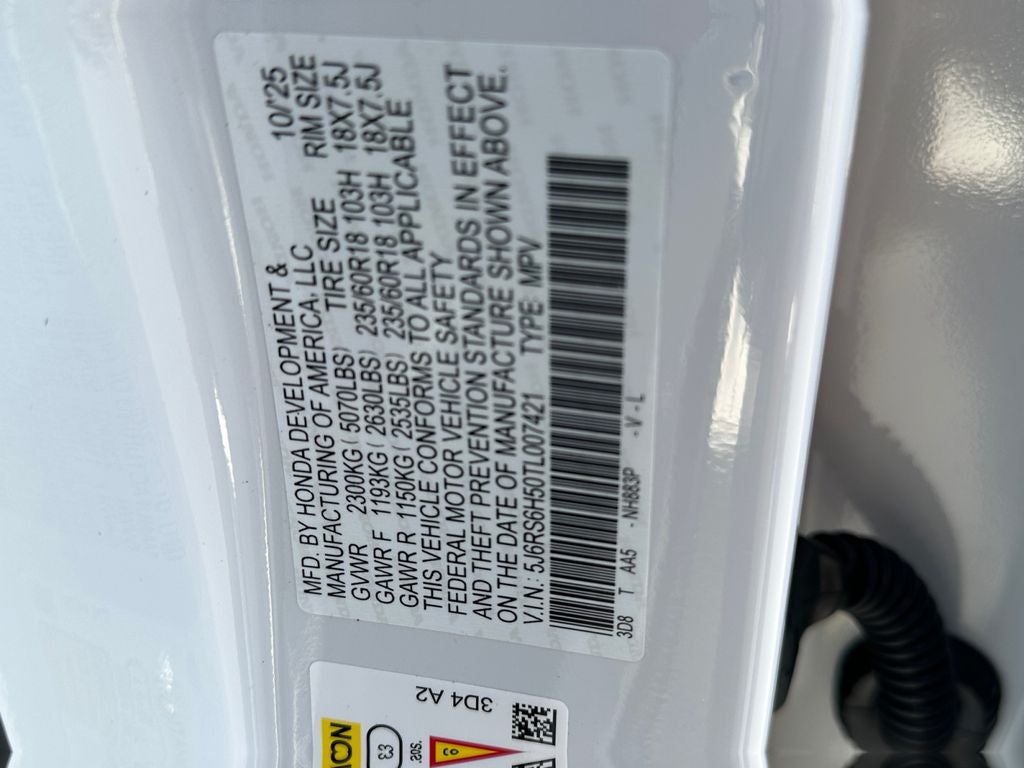 MFD. BY HONDA DEVELOPMENT & 10/'25
MANUFACTURING OF AMERICA, LLC
TIRE SIZE RIM SIZE
GVWR 2300KG ( 5070LBS)
GAWR F 1193KG ( 2630LBS) 235/60R18 103H 18X7.5J
GAWR R 1150KG ( 2535LBS) 235/60R18 103H 18X7.5J
THIS VEHICLE CONFORMS TO ALL APPLICABLE
FEDERAL MOTOR VEHICLE SAFETY
AND THEFT PREVENTION STANDARDS IN EFFECT
ON THE DATE OF MANUFACTURE SHOWN ABOVE.
V.I.N.: 5J6RS6H50TL007421 TYPE: MPV
3D8 T AA5 - NH883P - V - L
3D4 A2